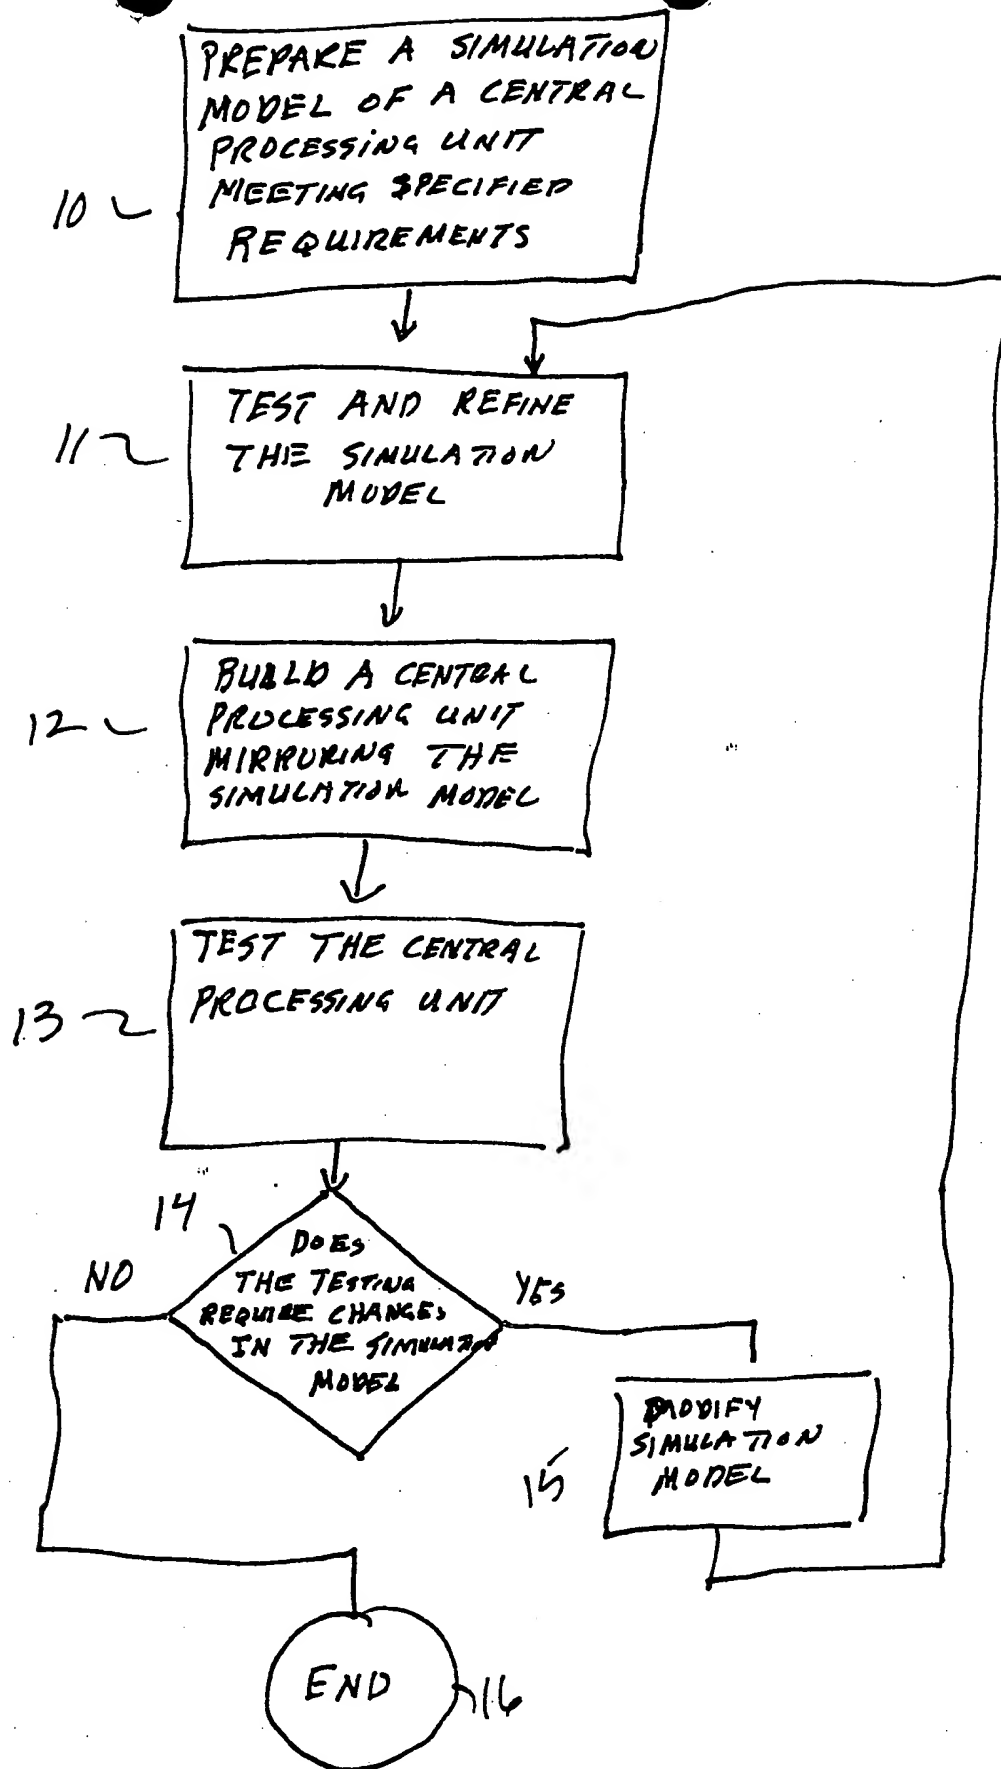 PREPARE A SIMULATION
MODEL OF A CENTRAL
PROCESSING UNIT
MEETING SPECIFIED
REQUIREMENTS
10
TEST AND REFINE
THE SIMULATION
MODEL
11
BUILD A CENTRAL
PROCESSING UNIT
MIRRURING THE
SIMULATION MODEL
12
TEST THE CENTRAL
PROCESSING UNIT
13
14
DOES
THE TESTING
REQUIRE CHANGES
IN THE SIMULATION
MODEL
NO
YES
MODIFY
SIMULATION
MODEL
15
END
16